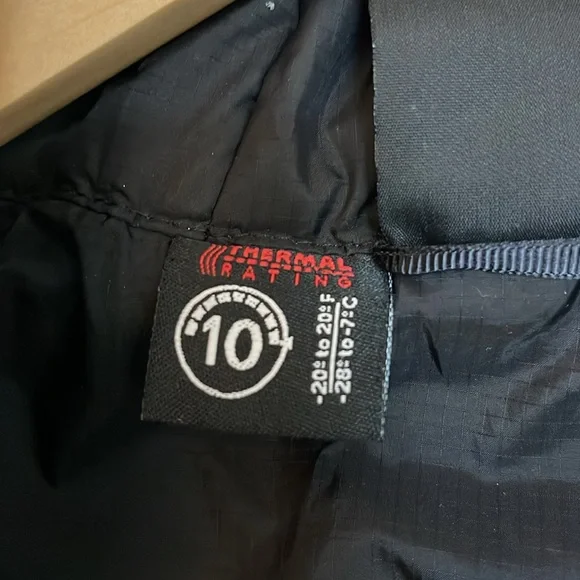 THERMAL
RATING
10
-20° to 20° F
-28° to -7° C